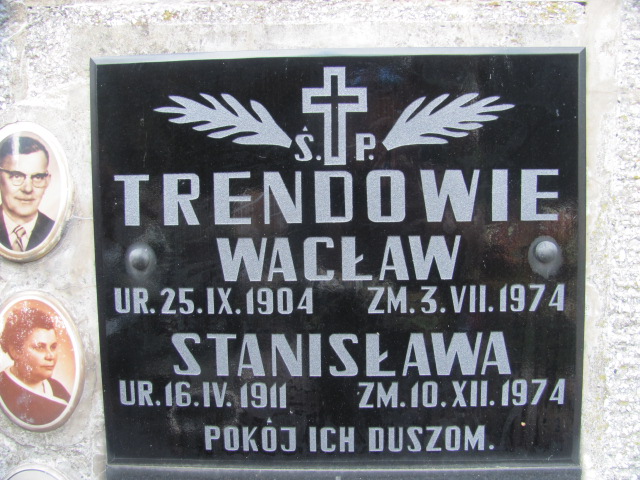 Ś. P.
TRENDOWIE
WACŁAW
UR. 25. IX. 1904 ZM. 3. VII. 1974
STANISŁAWA
UR. 16. IV. 1911 ZM. 10. XII. 1974
POKÓJ ICH DUSZOM.